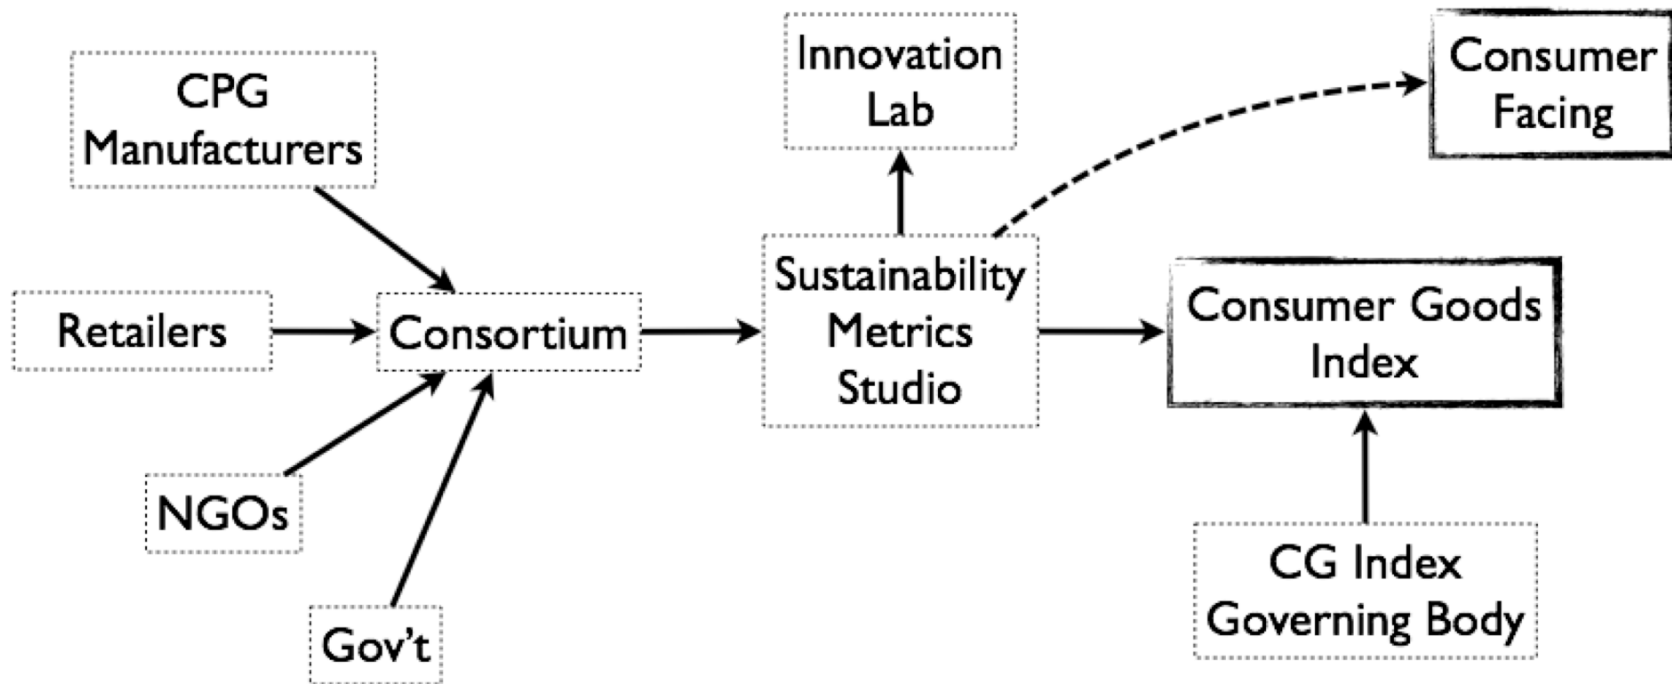 CPG
Manufacturers
Retailers
NGOs
Gov't
Consortium
Innovation
Lab
Sustainability
Metrics
Studio
Consumer
Facing
Consumer Goods
Index
CG Index
Governing Body